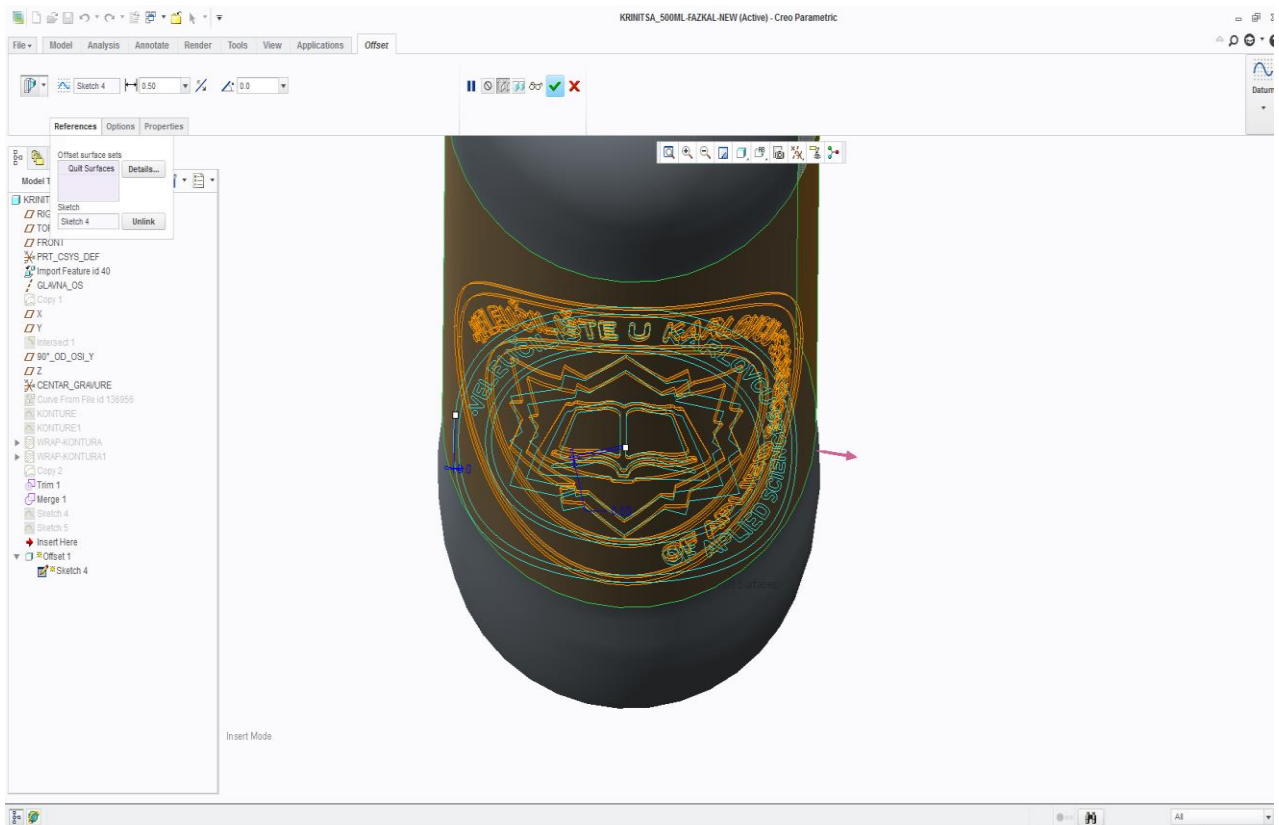 KRINITSA_500ML-FAZKAL-NEW (Active) - Creo Parametric
File Model Analysis Annotate Render Tools View Applications Offset
Sketch 4 0.50 0.0
Datum
References Options Properties
Offset surface sets
Quilt Surfaces Details...
Model T
Sketch
Sketch 4 Unlink
KRINIT
RIG
TOP
FRONT
PRT_CSYS_DEF
Import Feature id 40
GLAVNA_OS
Copy 1
X
Y
Intersect 1
90°_OD_OSI_Y
Z
CENTAR_GRAVURE
Curve From File id 136956
KONTURE
KONTURE1
WRAP-KONTURA
WRAP-KONTURA1
Copy 2
Trim 1
Merge 1
Sketch 4
Sketch 5
Insert Here
Offset 1
Sketch 4
U KARLOVCU
OF APLIED SCIENCES
Insert Mode
All